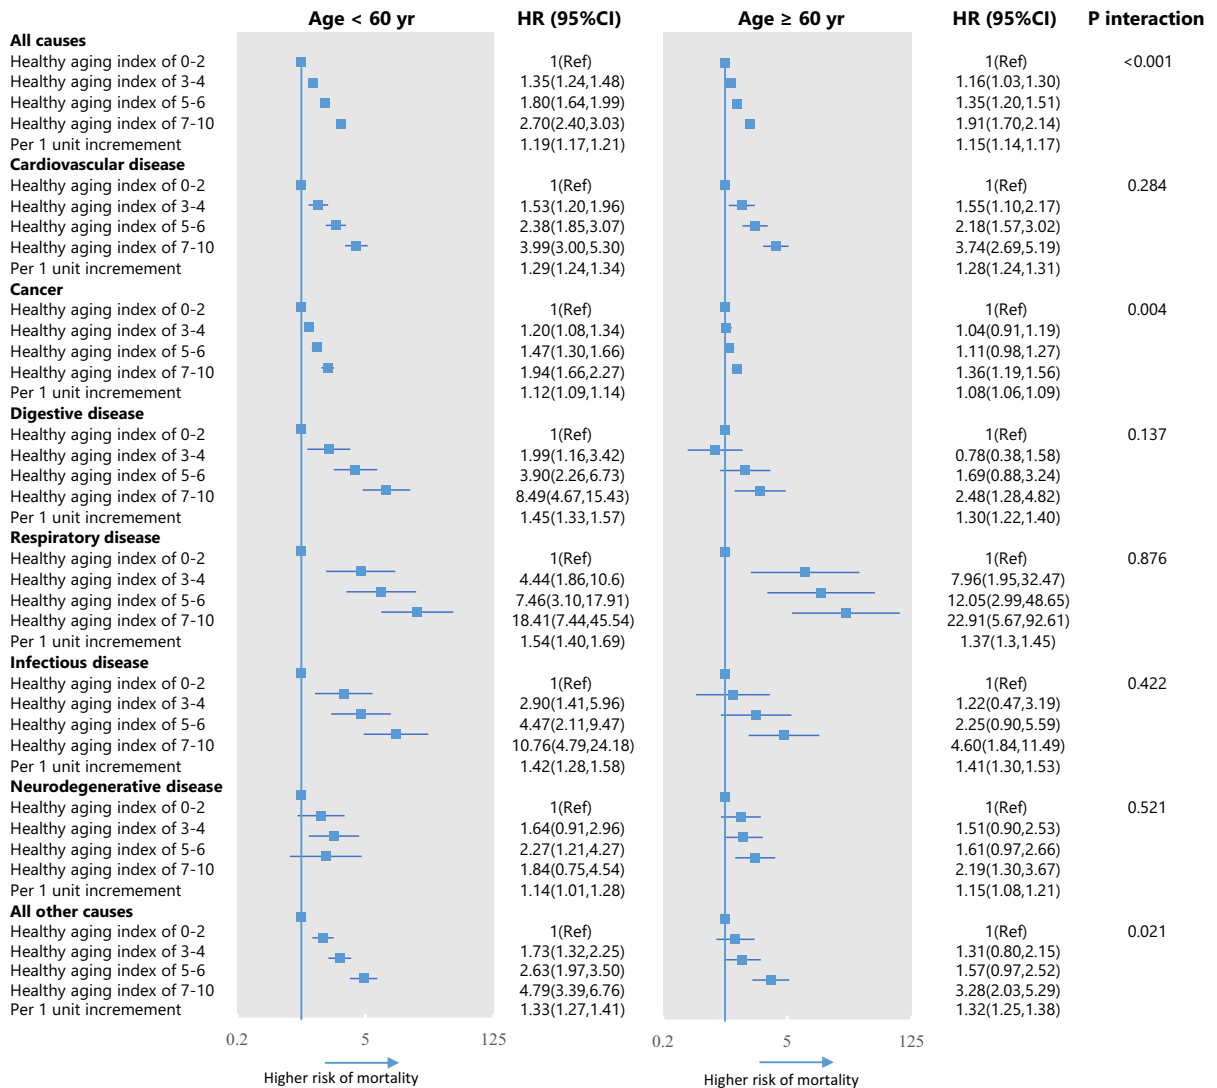 Age < 60 yr HR (95%CI) Age ≥ 60 yr HR (95%CI) P interaction
All causes
Healthy aging index of 0-2 1(Ref) 1(Ref) <0.001
Healthy aging index of 3-4 1.35(1.24,1.48) 1.16(1.03,1.30)
Healthy aging index of 5-6 1.80(1.64,1.99) 1.35(1.20,1.51)
Healthy aging index of 7-10 2.70(2.40,3.03) 1.91(1.70,2.14)
Per 1 unit incremement 1.19(1.17,1.21) 1.15(1.14,1.17)
Cardiovascular disease
Healthy aging index of 0-2 1(Ref) 1(Ref) 0.284
Healthy aging index of 3-4 1.53(1.20,1.96) 1.55(1.10,2.17)
Healthy aging index of 5-6 2.38(1.85,3.07) 2.18(1.57,3.02)
Healthy aging index of 7-10 3.99(3.00,5.30) 3.74(2.69,5.19)
Per 1 unit incremement 1.29(1.24,1.34) 1.28(1.24,1.31)
Cancer
Healthy aging index of 0-2 1(Ref) 1(Ref) 0.004
Healthy aging index of 3-4 1.20(1.08,1.34) 1.04(0.91,1.19)
Healthy aging index of 5-6 1.47(1.30,1.66) 1.11(0.98,1.27)
Healthy aging index of 7-10 1.94(1.66,2.27) 1.36(1.19,1.56)
Per 1 unit incremement 1.12(1.09,1.14) 1.08(1.06,1.09)
Digestive disease
Healthy aging index of 0-2 1(Ref) 1(Ref) 0.137
Healthy aging index of 3-4 1.99(1.16,3.42) 0.78(0.38,1.58)
Healthy aging index of 5-6 3.90(2.26,6.73) 1.69(0.88,3.24)
Healthy aging index of 7-10 8.49(4.67,15.43) 2.48(1.28,4.82)
Per 1 unit incremement 1.45(1.33,1.57) 1.30(1.22,1.40)
Respiratory disease
Healthy aging index of 0-2 1(Ref) 1(Ref) 0.876
Healthy aging index of 3-4 4.44(1.86,10.6) 7.96(1.95,32.47)
Healthy aging index of 5-6 7.46(3.10,17.91) 12.05(2.99,48.65)
Healthy aging index of 7-10 18.41(7.44,45.54) 22.91(5.67,92.61)
Per 1 unit incremement 1.54(1.40,1.69) 1.37(1.3,1.45)
Infectious disease
Healthy aging index of 0-2 1(Ref) 1(Ref) 0.422
Healthy aging index of 3-4 2.90(1.41,5.96) 1.22(0.47,3.19)
Healthy aging index of 5-6 4.47(2.11,9.47) 2.25(0.90,5.59)
Healthy aging index of 7-10 10.76(4.79,24.18) 4.60(1.84,11.49)
Per 1 unit incremement 1.42(1.28,1.58) 1.41(1.30,1.53)
Neurodegenerative disease
Healthy aging index of 0-2 1(Ref) 1(Ref) 0.521
Healthy aging index of 3-4 1.64(0.91,2.96) 1.51(0.90,2.53)
Healthy aging index of 5-6 2.27(1.21,4.27) 1.61(0.97,2.66)
Healthy aging index of 7-10 1.84(0.75,4.54) 2.19(1.30,3.67)
Per 1 unit incremement 1.14(1.01,1.28) 1.15(1.08,1.21)
All other causes
Healthy aging index of 0-2 1(Ref) 1(Ref) 0.021
Healthy aging index of 3-4 1.73(1.32,2.25) 1.31(0.80,2.15)
Healthy aging index of 5-6 2.63(1.97,3.50) 1.57(0.97,2.52)
Healthy aging index of 7-10 4.79(3.39,6.76) 3.28(2.03,5.29)
Per 1 unit incremement 1.33(1.27,1.41) 1.32(1.25,1.38)
0.2 5 125 0.2 5 125
Higher risk of mortality Higher risk of mortality